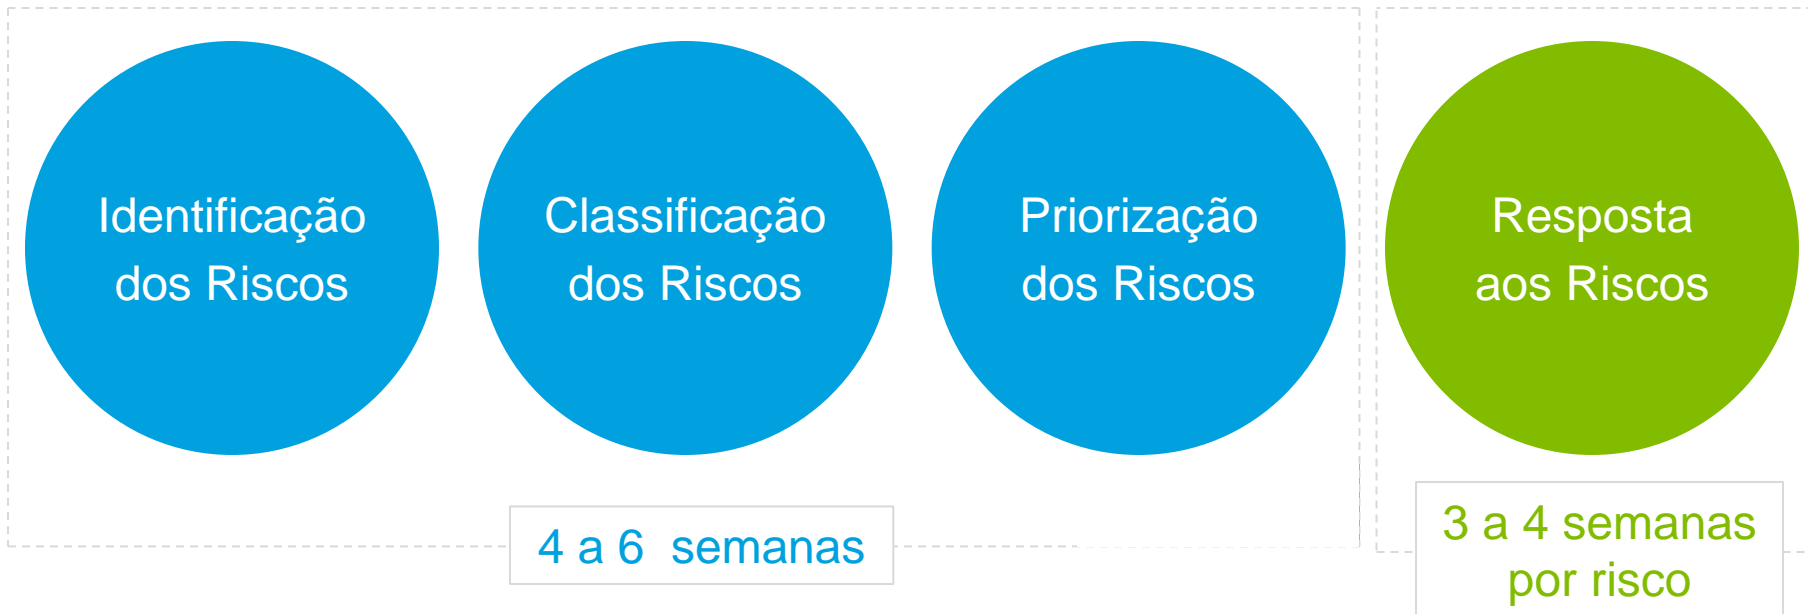 Identificação
dos Riscos
Classificação
dos Riscos
Priorização
dos Riscos
Resposta
aos Riscos
4 a 6  semanas
3 a 4 semanas
por risco